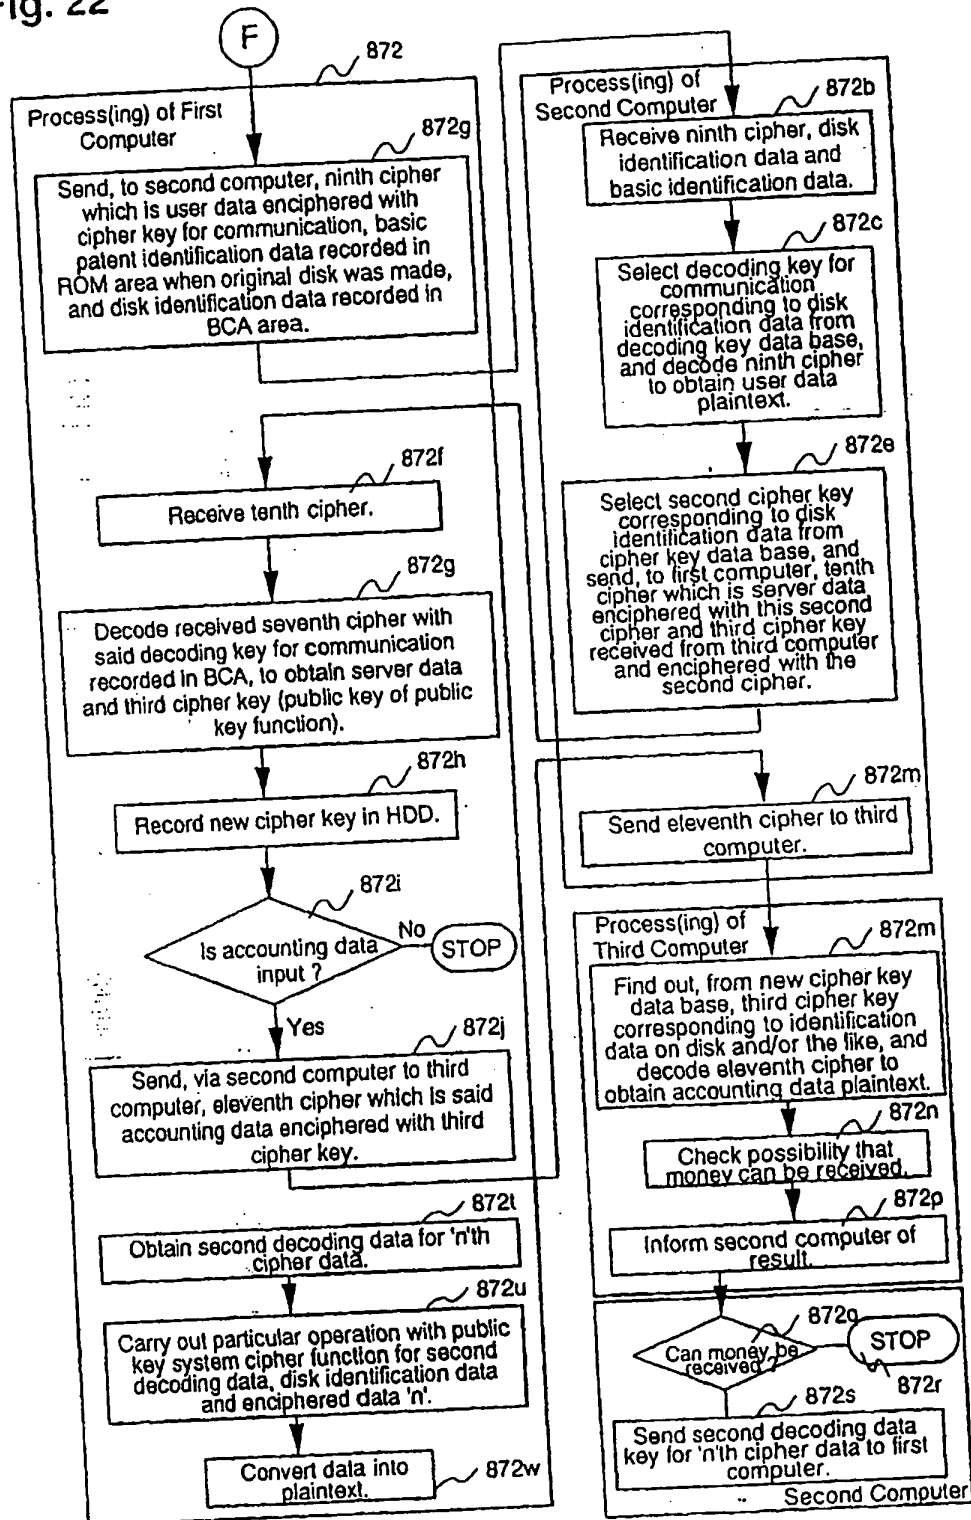 Fig. 22
F
872
Process(ing) of First
Computer
872g
Send, to second computer, ninth cipher
which is user data enciphered with
cipher key for communication, basic
patent identification data recorded in
ROM area when original disk was made,
and disk identification data recorded in
BCA area.
872f
Receive tenth cipher.
872g
Decode received seventh cipher with
said decoding key for communication
recorded in BCA, to obtain server data
and third cipher key (public key of public
key function).
872h
Record new cipher key in HDD.
872i
Is accounting data
input ?
No
STOP
Yes
872j
Send, via second computer to third
computer, eleventh cipher which is said
accounting data enciphered with third
cipher key.
872t
Obtain second decoding data for 'n'th
cipher data.
872u
Carry out particular operation with public
key system cipher function for second
decoding data, disk identification data
and enciphered data 'n'.
Convert data into
plaintext.
872w
Process(ing) of
Second Computer
872b
Receive ninth cipher, disk
identification data and
basic identification data.
872c
Select decoding key for
communication
corresponding to disk
identification data from
decoding key data base,
and decode ninth cipher
to obtain user data
plaintext.
872e
Select second cipher key
corresponding to disk
identification data from
cipher key data base, and
send, to first computer, tenth
cipher which is server data
enciphered with this second
cipher and third cipher key
received from third computer
and enciphered with the
second cipher.
872m
Send eleventh cipher to third
computer.
Process(ing) of
Third Computer
872m
Find out, from new cipher key
data base, third cipher key
corresponding to identification
data on disk and/or the like, and
decode eleventh cipher to
obtain accounting data plaintext.
872n
Check possibility that
money can be received.
872p
Inform second computer of
result.
872q
Can money be
received ?
STOP
872r
872s
Send second decoding data
key for 'n'th cipher data to first
computer.
Second Computer